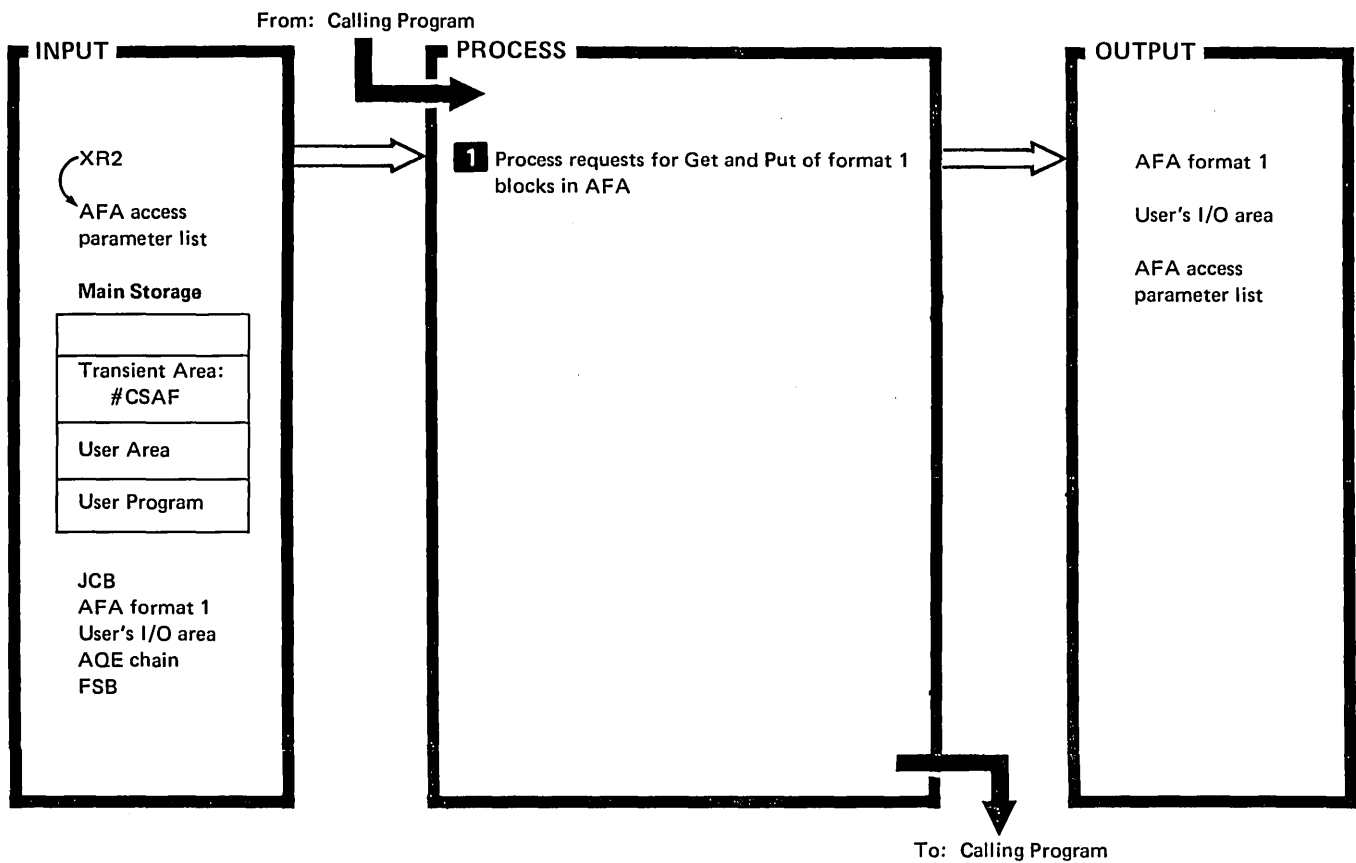 From: Calling Program
INPUT
XR2
AFA access
parameter list
Main Storage
Transient Area:
#CSAF
User Area
User Program
JCB
AFA format 1
User's I/O area
AQE chain
FSB
PROCESS
1 Process requests for Get and Put of format 1
blocks in AFA
OUTPUT
AFA format 1
User's I/O area
AFA access
parameter list
To: Calling Program